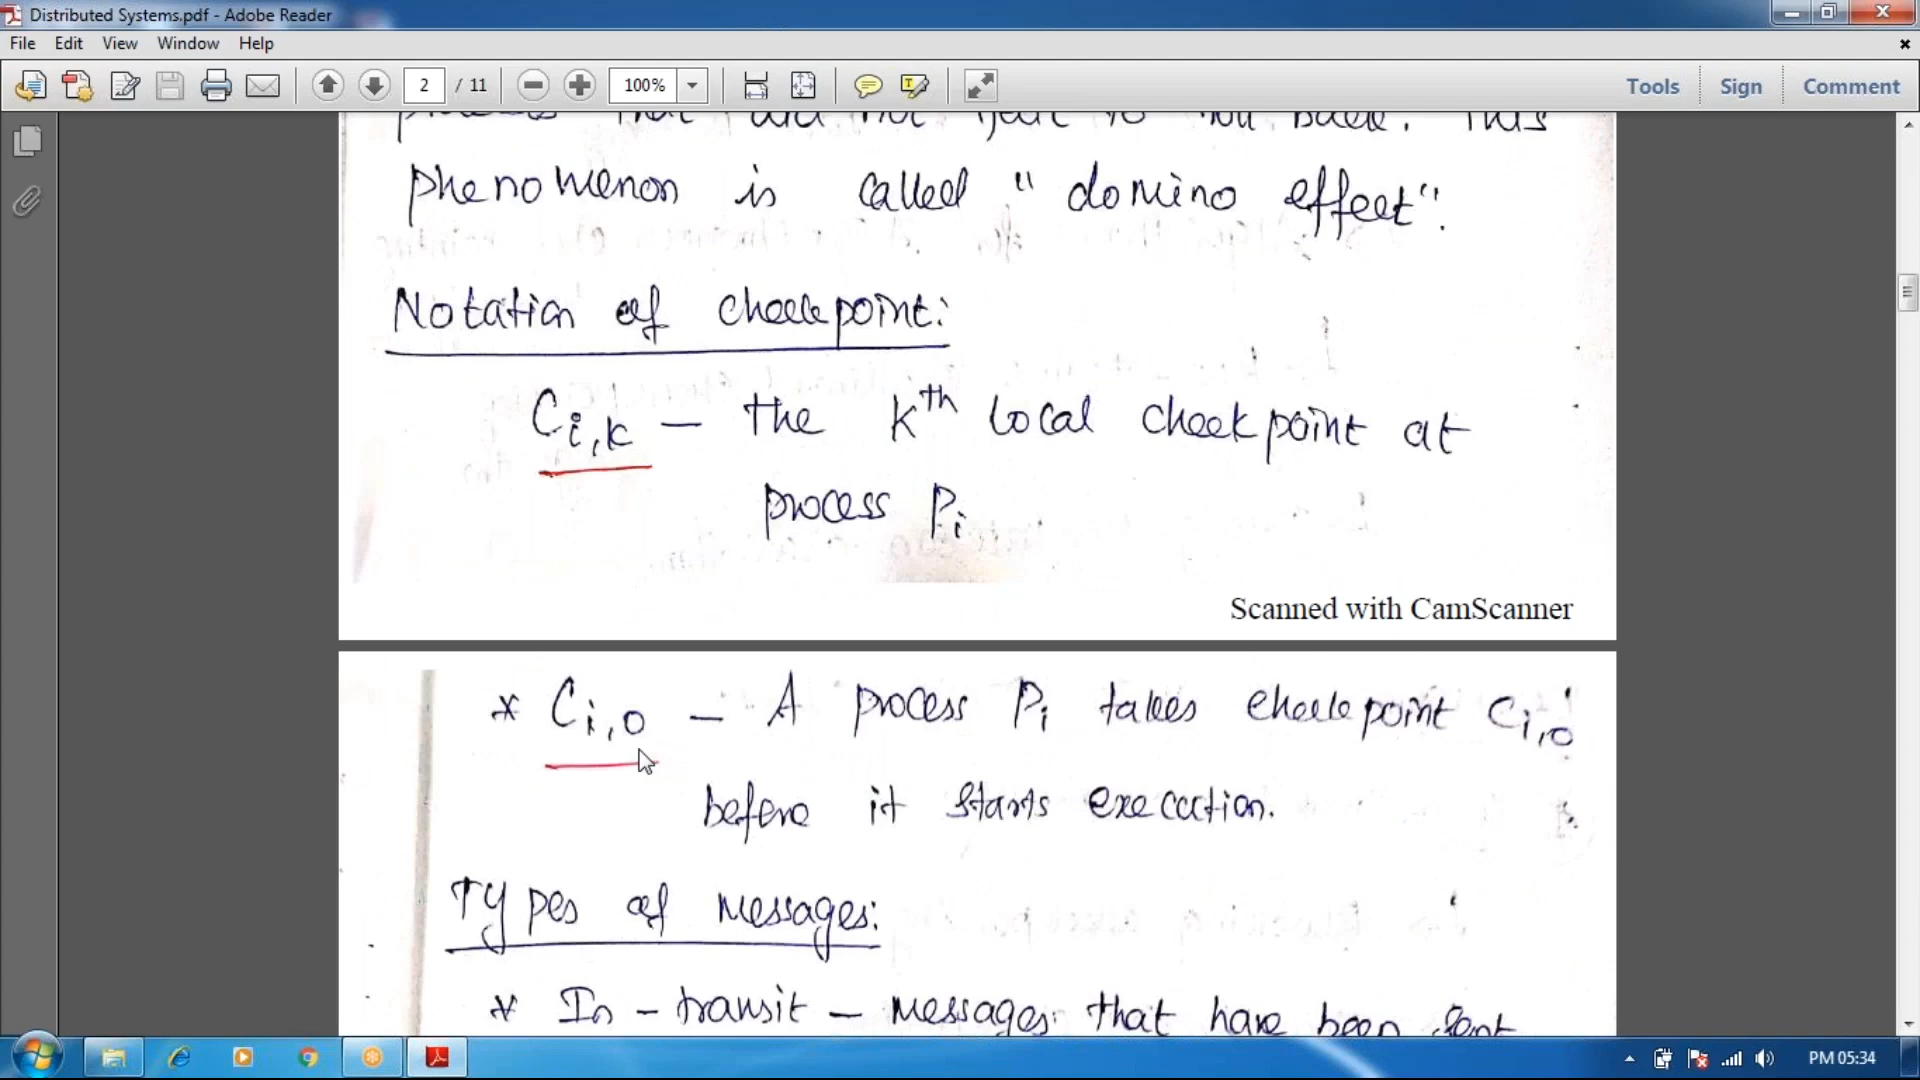 Distributed Systems.pdf - Adobe Reader
File Edit View Window Help
2 / 11 100% Tools Sign Comment
back. This
phenomenon is called "domino effect".
Notation of checkpoint:
Ci,k – the kth local checkpoint at
process Pi
Scanned with CamScanner
* Ci,0 – A process Pi takes checkpoint Ci,0
before it starts execution.
Types of messages:
* In-transit – messages that have been sent
PM 05:34